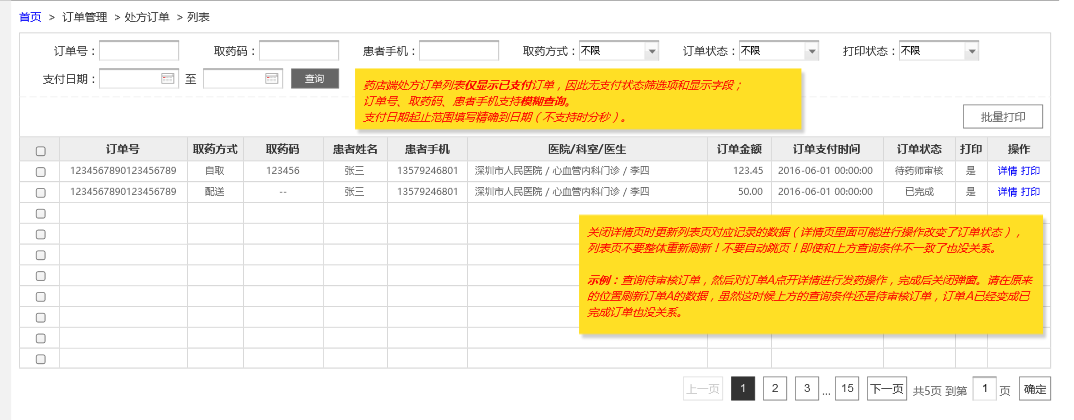 首页 > 订单管理 > 处方订单 > 列表
订单号： 取药码： 患者手机： 取药方式： 不限 订单状态： 不限 打印状态： 不限
支付日期： 至 查询
药店端处方订单列表仅显示已支付订单，因此无支付状态筛选项和显示字段；
订单号、取药码、患者手机支持模糊查询。
支付日期起止范围填写精确到日期（不支持时分秒）。
批量打印
订单号 取药方式 取药码 患者姓名 患者手机 医院/科室/医生 订单金额 订单支付时间 订单状态 打印 操作
1234567890123456789 自取 123456 张三 13579246801 深圳市人民医院 / 心血管内科门诊 / 李四 123.45 2016-06-01 00:00:00 待药师审核 是 详情 打印
1234567890123456789 配送 -- 张三 13579246801 深圳市人民医院 / 心血管内科门诊 / 李四 50.00 2016-06-01 00:00:00 已完成 是 详情 打印
关闭详情页时更新列表页对应记录的数据（详情页里面可能进行操作改变了订单状态），
列表页不要整体重新刷新！不要自动跳页！即使和上方查询条件不一致了也没关系。
示例：查询待审核订单，然后对订单A点开详情进行发药操作，完成后关闭弹窗。请在原来
的位置刷新订单A的数据，虽然这时候上方的查询条件还是待审核订单，订单A已经变成已
完成订单也没关系。
上一页 1 2 3 ... 15 下一页 共5页 到第 1 页 确定